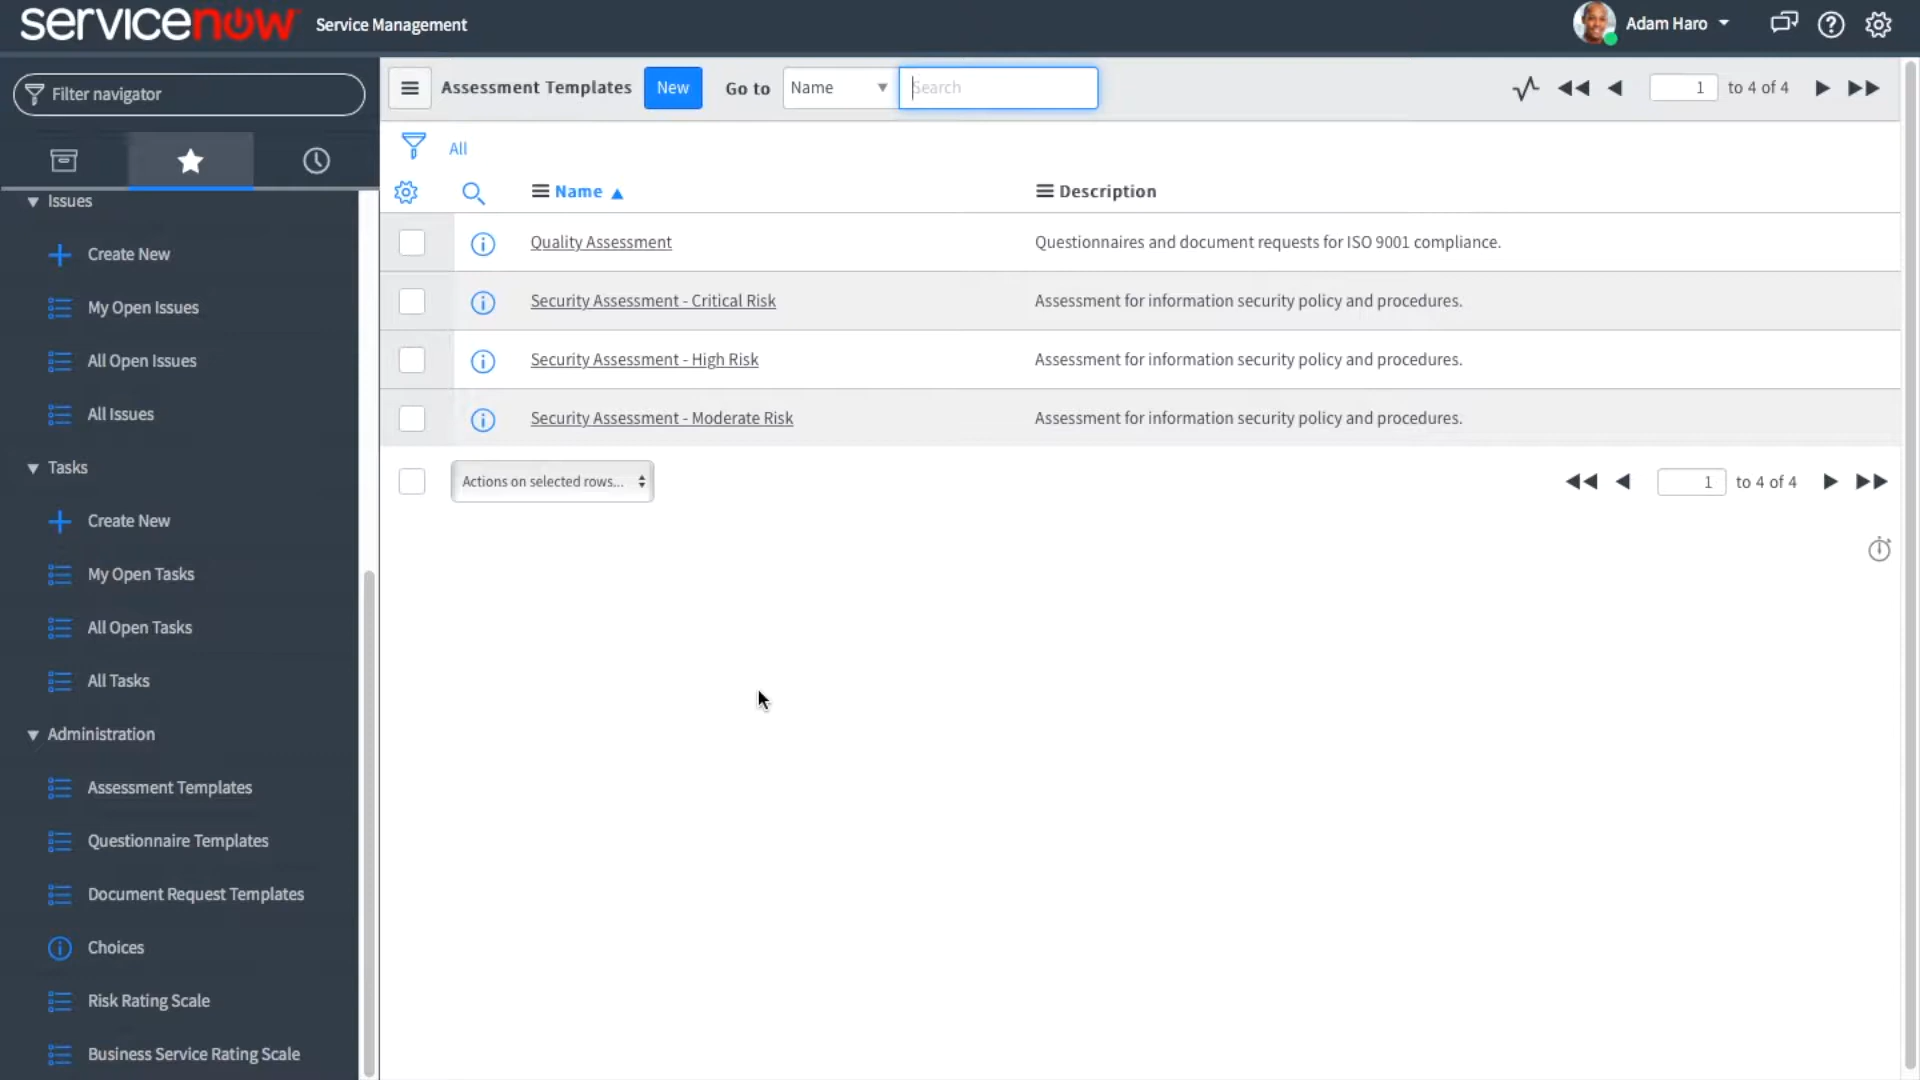 servicenow Service Management
Adam Haro
Filter navigator
Issues
Create New
My Open Issues
All Open Issues
All Issues
Tasks
Create New
My Open Tasks
All Open Tasks
All Tasks
Administration
Assessment Templates
Questionnaire Templates
Document Request Templates
Choices
Risk Rating Scale
Business Service Rating Scale
Assessment Templates New Go to Name Search 1 to 4 of 4
All
Name Description
Quality Assessment Questionnaires and document requests for ISO 9001 compliance.
Security Assessment - Critical Risk Assessment for information security policy and procedures.
Security Assessment - High Risk Assessment for information security policy and procedures.
Security Assessment - Moderate Risk Assessment for information security policy and procedures.
Actions on selected rows... 1 to 4 of 4